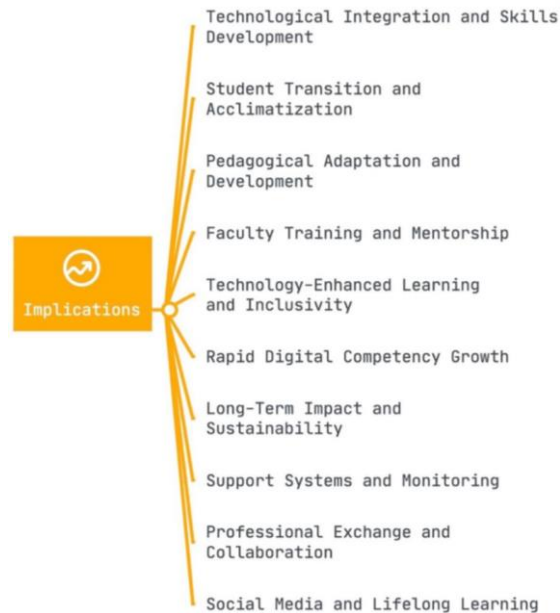 Technological Integration and Skills
Development
Student Transition and
Acclimatization
Pedagogical Adaptation and
Development
Faculty Training and Mentorship
Implications
Technology-Enhanced Learning
and Inclusivity
Rapid Digital Competency Growth
Long-Term Impact and
Sustainability
Support Systems and Monitoring
Professional Exchange and
Collaboration
Social Media and Lifelong Learning